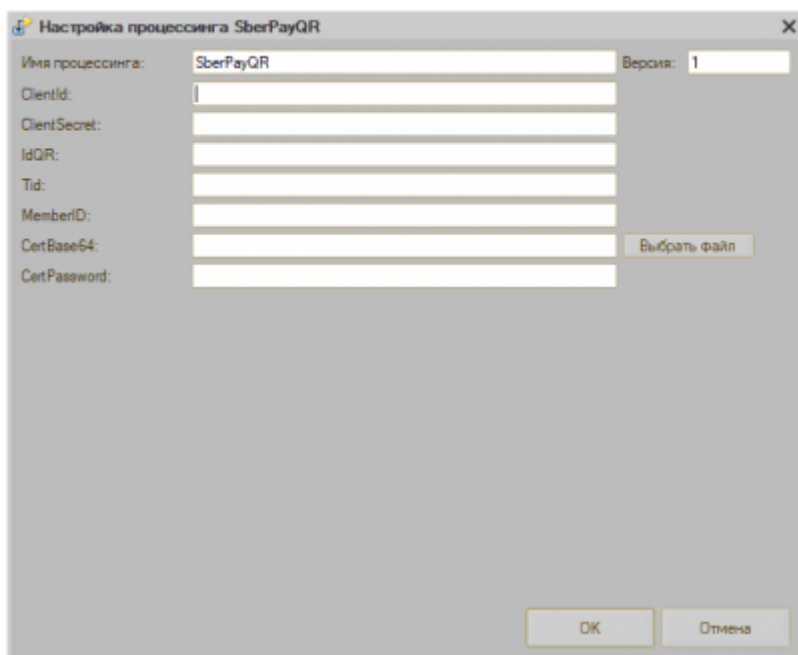 Настройка процессинга SberPayQR
Имя процессинга: SberPayQR Версия: 1
ClientId:
ClientSecret:
IdQR:
Tid:
MemberID:
CertBase64: Выбрать файл
CertPassword:
OK Отмена